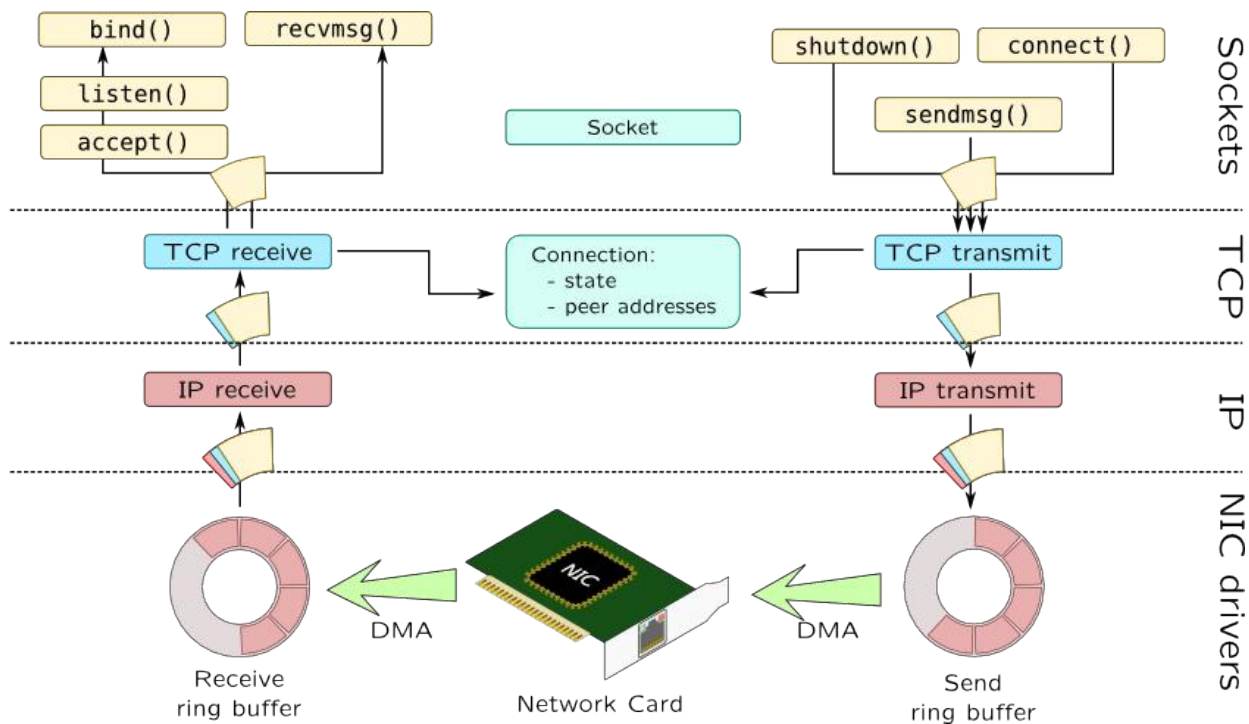 bind()
recvmsg()
shutdown()
connect()
listen()
sendmsg()
accept()
Socket
Sockets
TCP receive
Connection:
- state
- peer addresses
TCP transmit
TCP
IP receive
IP transmit
IP
NIC
DMA
DMA
Receive
ring buffer
Network Card
Send
ring buffer
NIC drivers